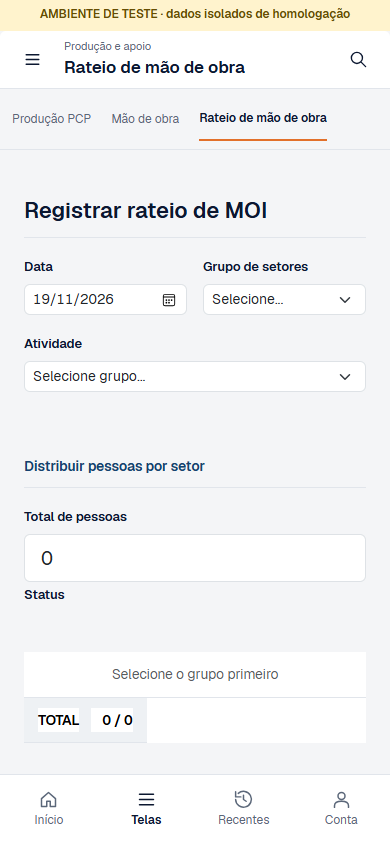 AMBIENTE DE TESTE · dados isolados de homologação
Produção e apoio
Rateio de mão de obra
Produção PCP Mão de obra Rateio de mão de obra
Registrar rateio de MOI
Data Grupo de setores
19/11/2026 Selecione...
Atividade
Selecione grupo...
Distribuir pessoas por setor
Total de pessoas
0
Status
Selecione o grupo primeiro
TOTAL 0 / 0
Início Telas Recentes Conta